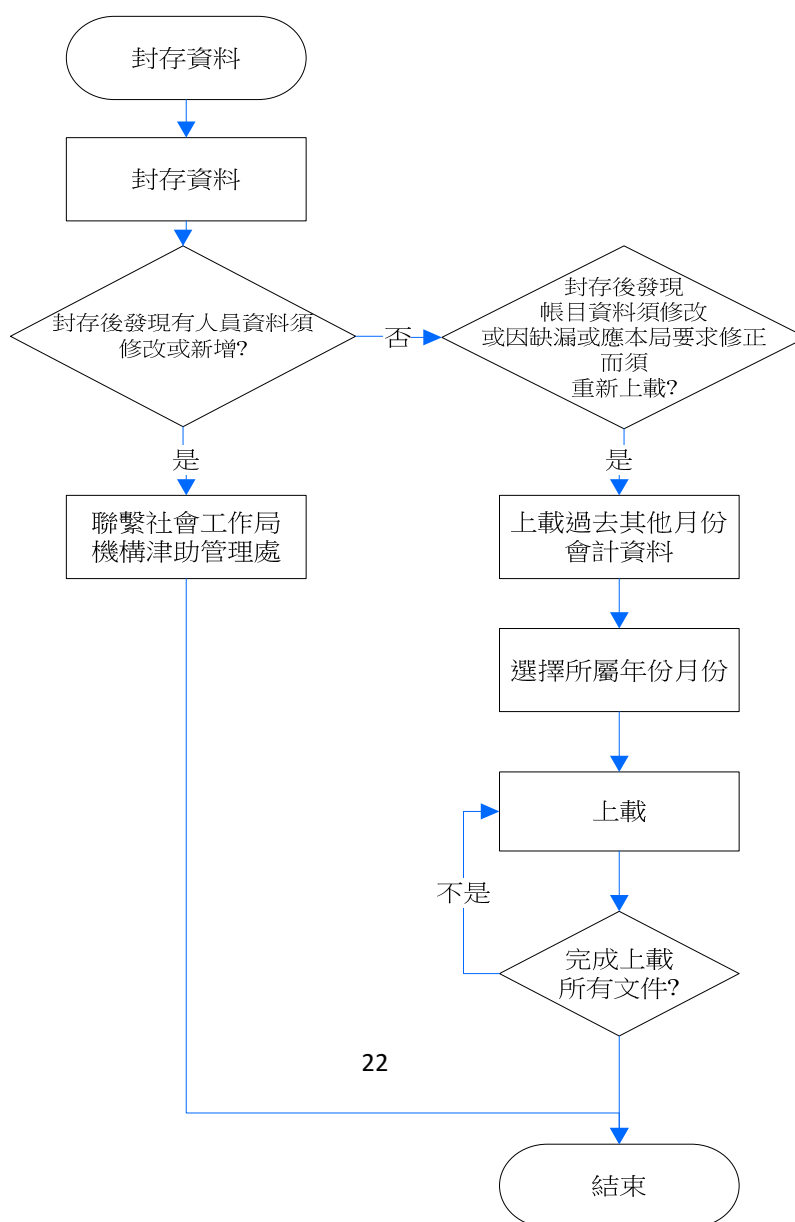 封存資料
封存資料
封存後發現有人員資料須
修改或新增?
否
封存後發現
帳目資料須修改
或因缺漏或應本局要求修正
而須
重新上載?
是
聯繫社會工作局
機構津助管理處
是
上載過去其他月份
會計資料
選擇所屬年份月份
上載
不是
完成上載
所有文件?
22
結束